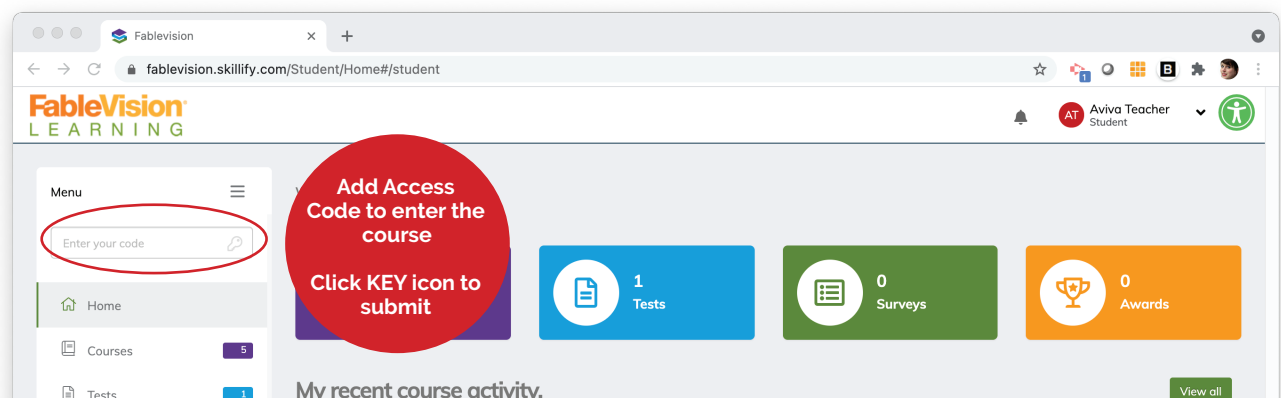 Fablevision
fablevision.skillify.com/Student/Home#/student
1
B
FableVision®
LEARNING
AT
Aviva Teacher
Student
Menu
Enter your code
Add Access
Code to enter the
course
Click KEY icon to
submit
1
Tests
0
Surveys
0
Awards
Home
Courses
5
Tests
1
My recent course activity.
View all